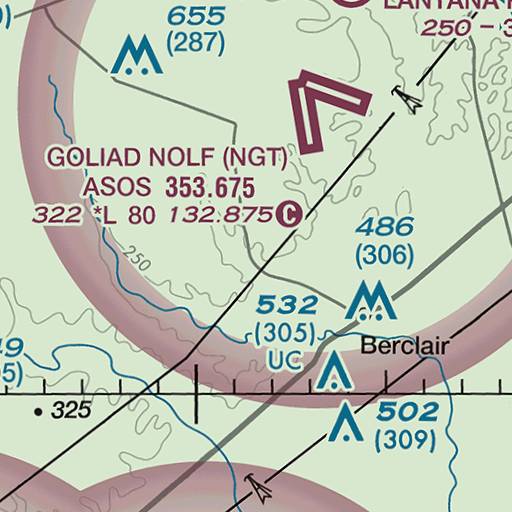 655
(287)
250 - 3
GOLIAD NOLF (NGT)
ASOS 353.675
322 *L 80 132.875 C
486
(306)
250
532
(305)
UC
Berclair
325
502
(309)